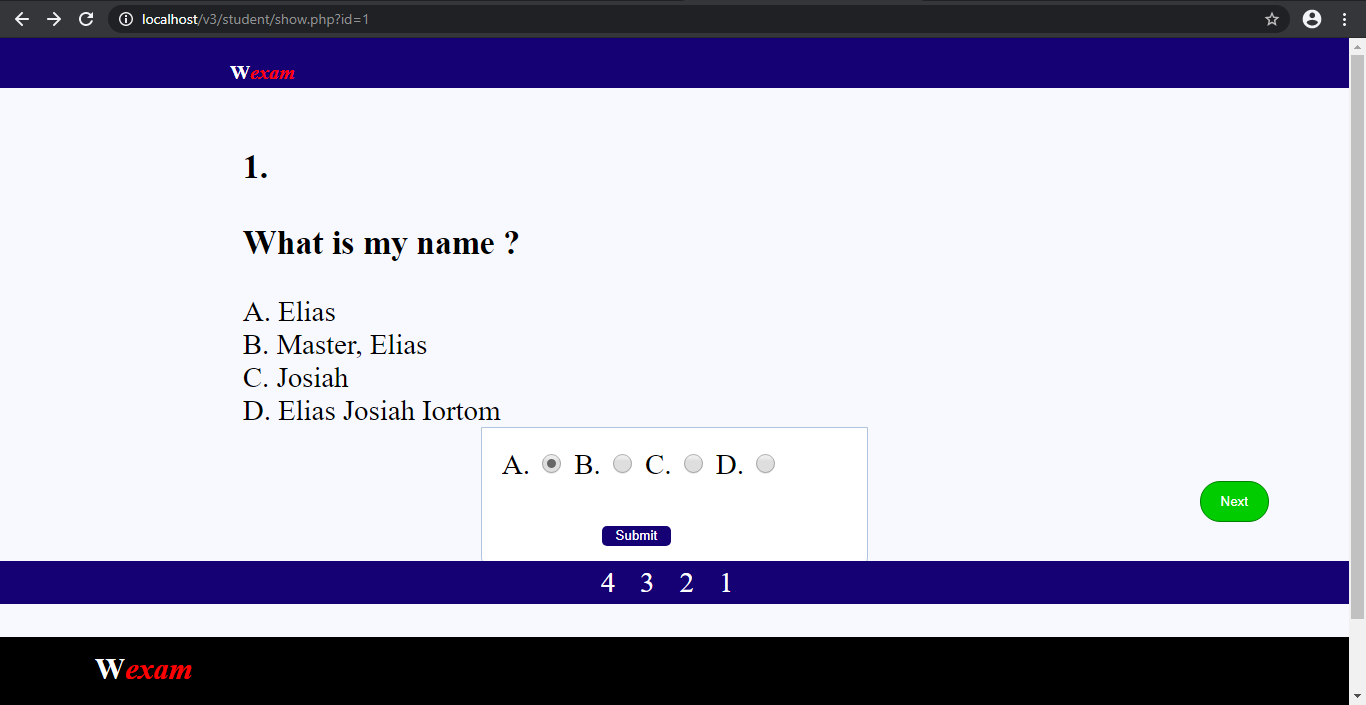 localhost/v3/student/show.php?id=1
Wexam
1.
What is my name ?
A. Elias
B. Master, Elias
C. Josiah
D. Elias Josiah Iortom
A. B. C. D.
Next
Submit
4 3 2 1
Wexam